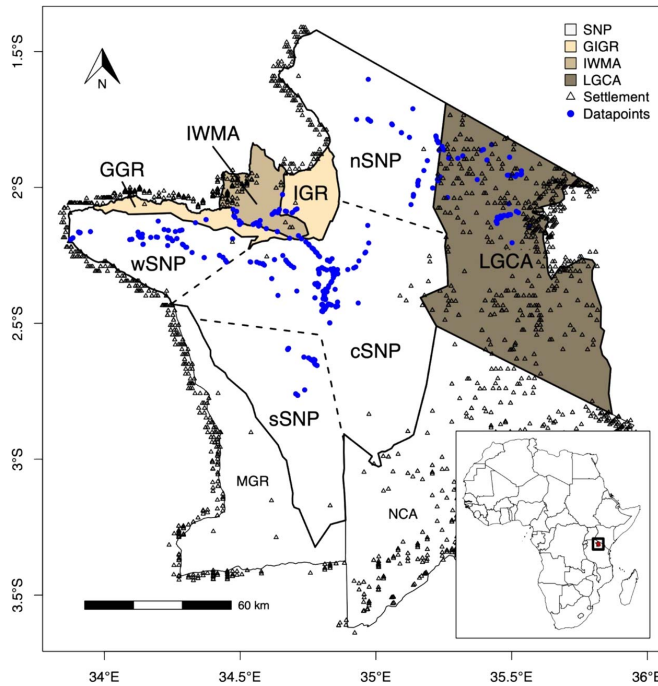 1.5°S
2°S
2.5°S
3°S
3.5°S
34°E
34.5°E
35°E
35.5°E
36°E
N
SNP
GIGR
IWMA
LGCA
Settlement
Datapoints
IWMA
GGR
IGR
nSNP
wSNP
LGCA
cSNP
sSNP
MGR
NCA
60 km